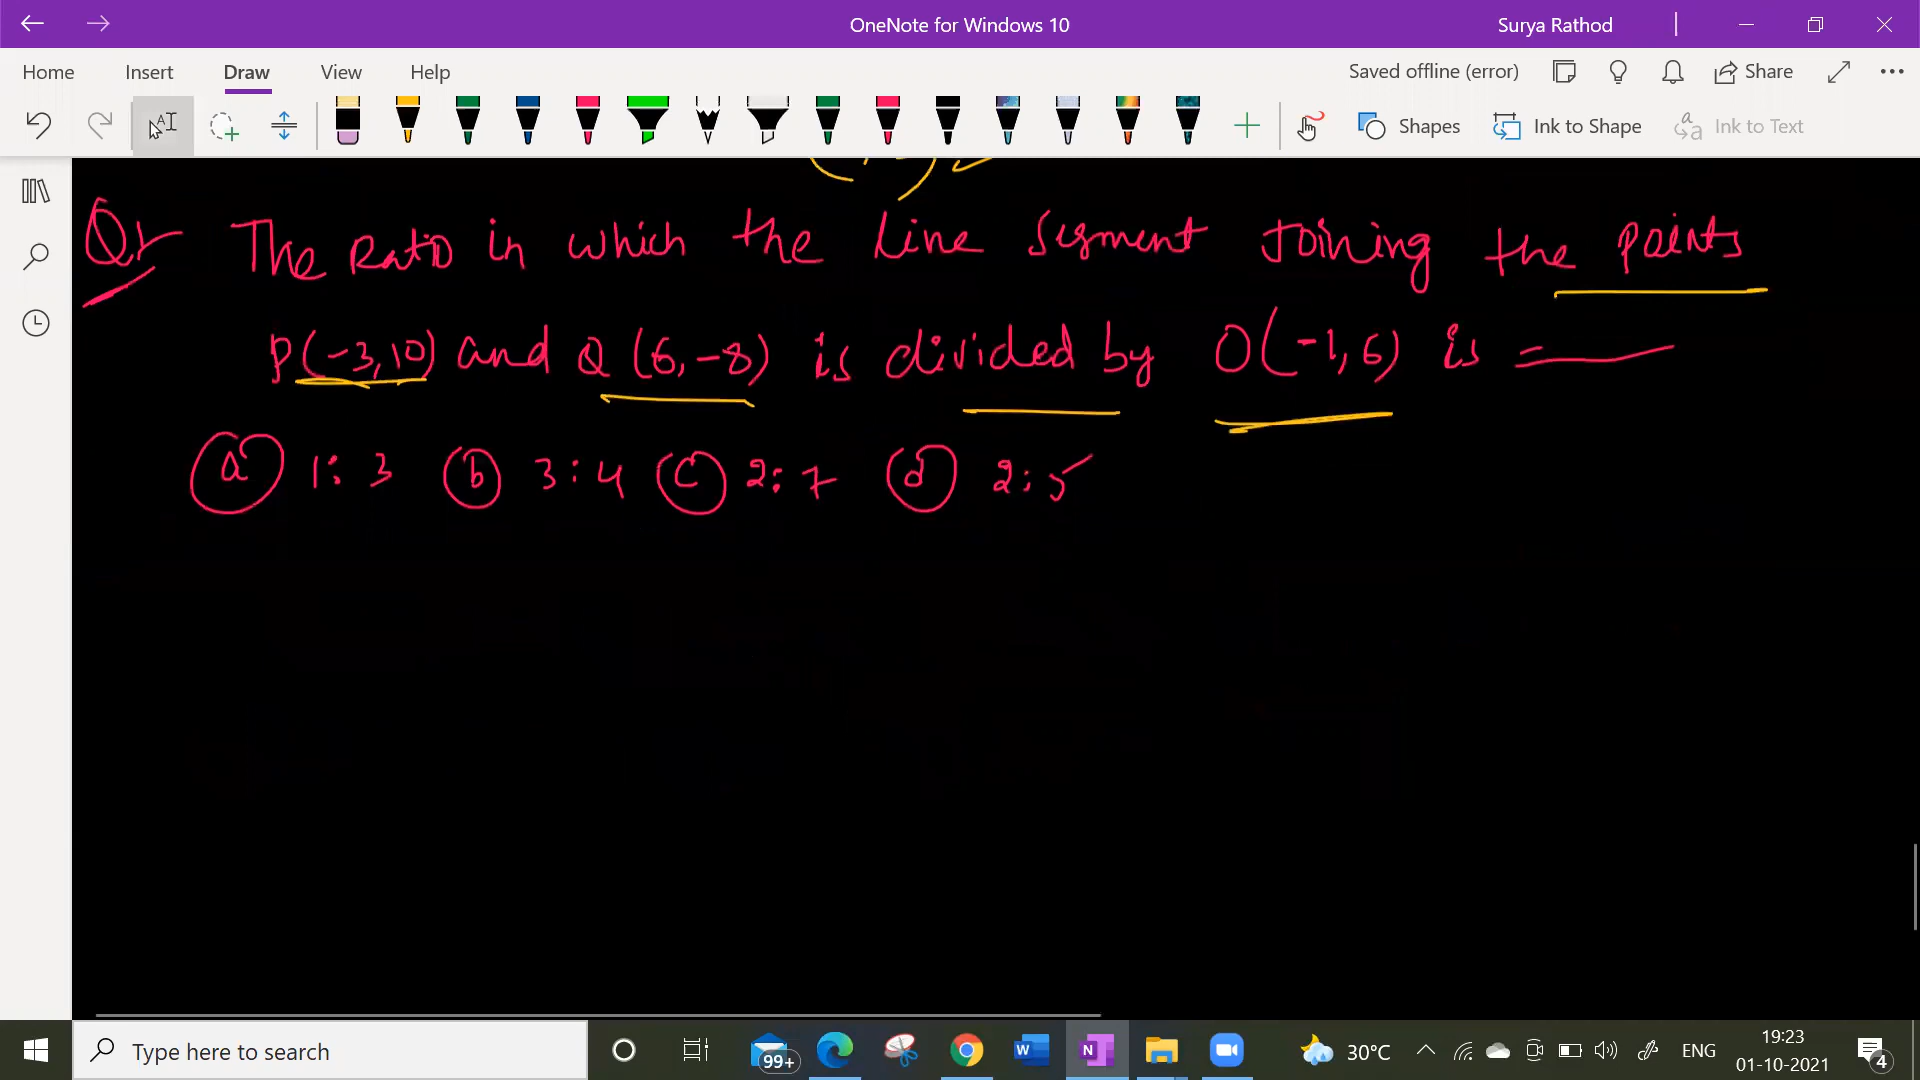 OneNote for Windows 10
Surya Rathod
Home Insert Draw View Help
Saved offline (error)
Share
Shapes
Ink to Shape
Ink to Text
Qr The Ratio in which the line segment Joining the points
P(-3,10) and Q (6,-8) is divided by O(-1,6) is
a 1:3 b 3:4 c 2:7 d 2:5
Type here to search
99+
30°C
ENG
19:23
01-10-2021
4